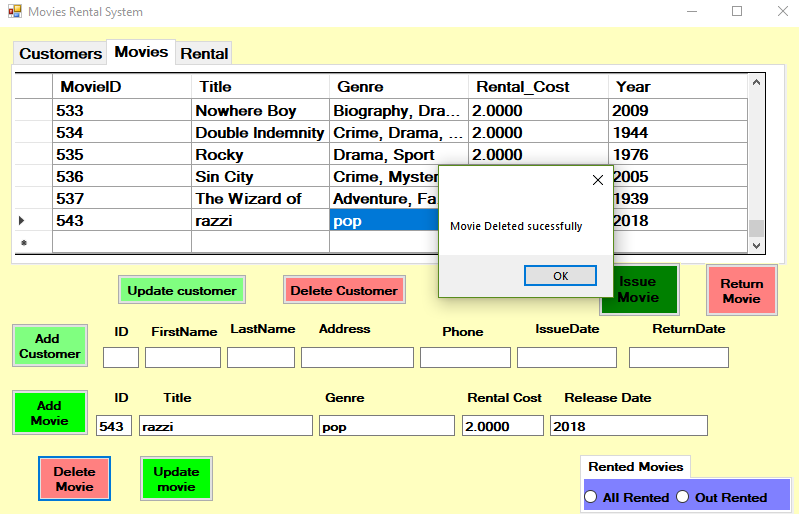 Movies Rental System
Customers Movies Rental
MovieID Title Genre Rental_Cost Year
533 Nowhere Boy Biography, Dra... 2.0000 2009
534 Double Indemnity Crime, Drama, ... 2.0000 1944
535 Rocky Drama, Sport 2.0000 1976
536 Sin City Crime, Myster 2005
537 The Wizard of Adventure, Fa 1939
543 razzi pop 2018
*
Movie Deleted sucessfully
OK
Update customer Delete Customer Issue Movie Return Movie
Add Customer
ID FirstName LastName Address Phone IssueDate ReturnDate
Add Movie
ID Title Genre Rental Cost Release Date
543 razzi pop 2.0000 2018
Delete Movie Update movie
Rented Movies
All Rented Out Rented